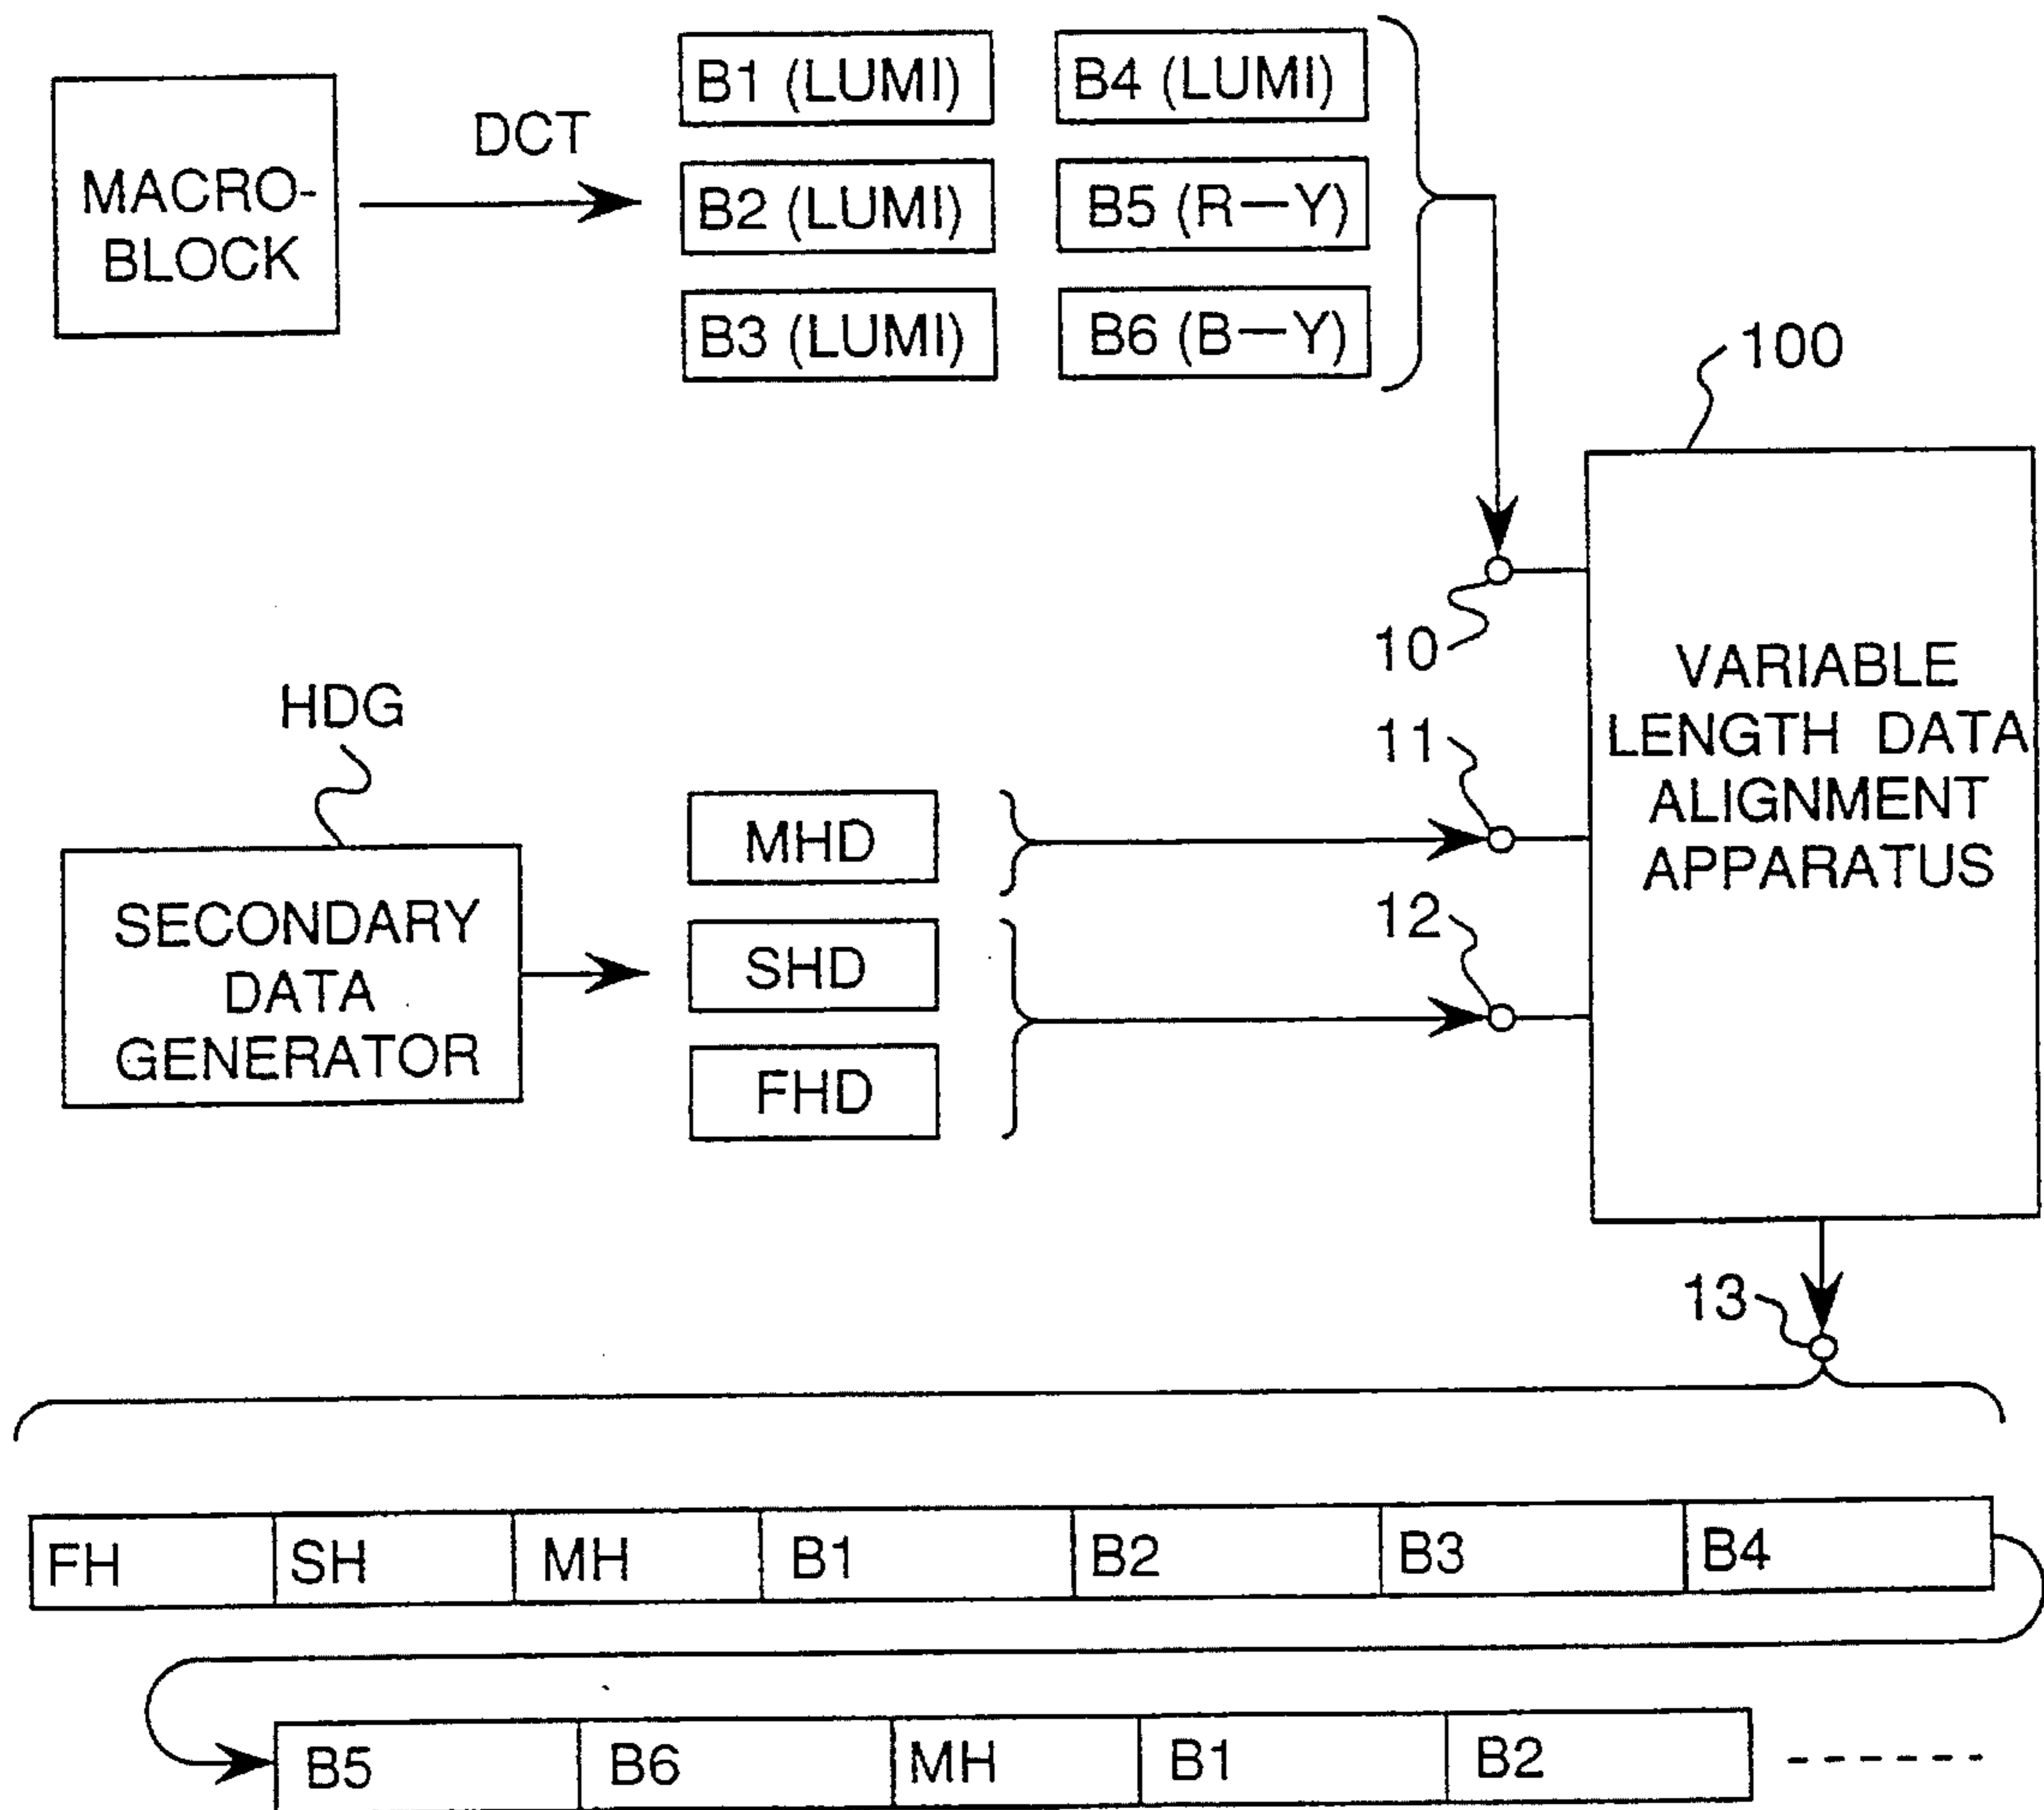 MACRO-
BLOCK
DCT
B1 (LUMI)
B4 (LUMI)
B2 (LUMI)
B5 (R—Y)
B3 (LUMI)
B6 (B—Y)
100
10
VARIABLE
LENGTH DATA
ALIGNMENT
APPARATUS
HDG
11
MHD
12
SECONDARY
DATA
GENERATOR
SHD
FHD
13
FH SH MH B1 B2 B3 B4
B5 B6 MH B1 B2 ------